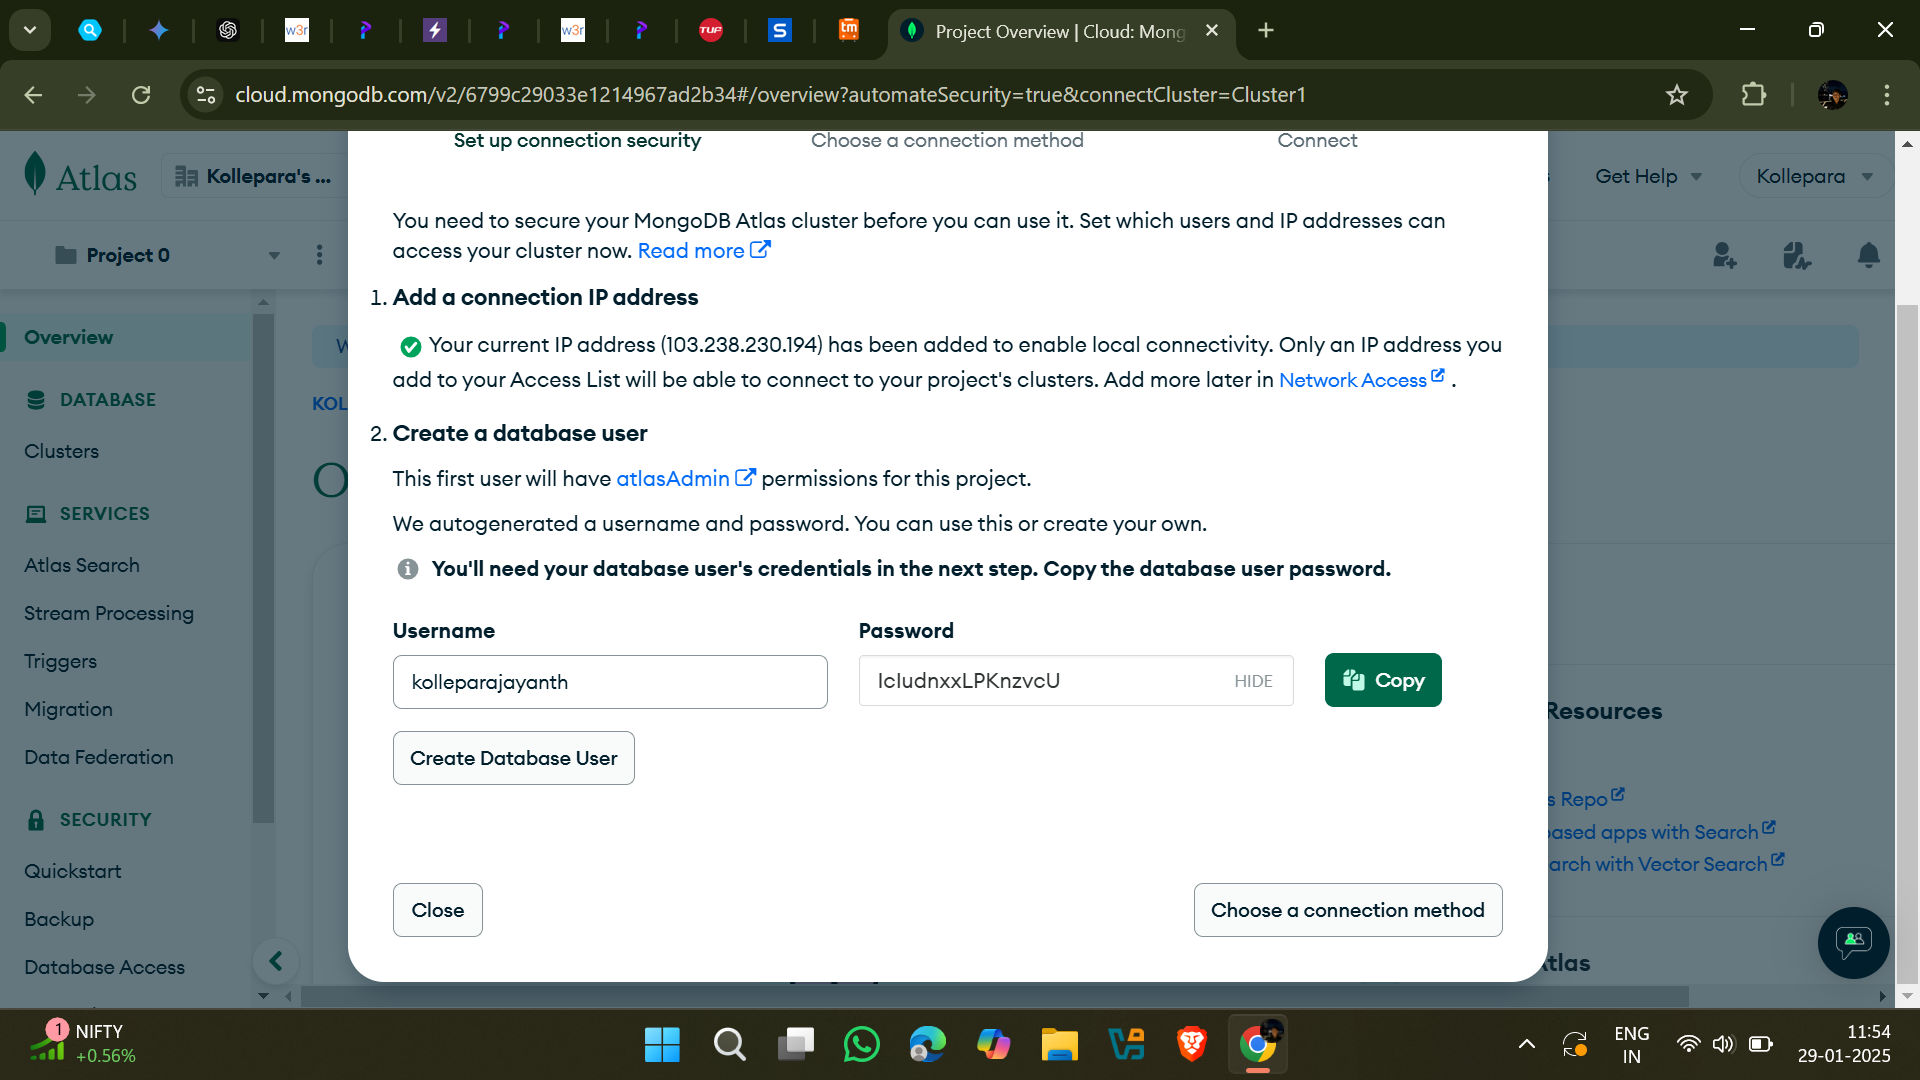 w3r
w3r
TUF
S
tm
Project Overview | Cloud: Mong
cloud.mongodb.com/v2/6799c29033e1214967ad2b34#/overview?automateSecurity=true&connectCluster=Cluster1
Set up connection security
Choose a connection method
Connect
Atlas
Kollepara's ...
Get Help
Kollepara
Project 0
You need to secure your MongoDB Atlas cluster before you can use it. Set which users and IP addresses can
access your cluster now. Read more
1. Add a connection IP address
Your current IP address (103.238.230.194) has been added to enable local connectivity. Only an IP address you
add to your Access List will be able to connect to your project's clusters. Add more later in Network Access .
2. Create a database user
This first user will have atlasAdmin permissions for this project.
We autogenerated a username and password. You can use this or create your own.
You'll need your database user's credentials in the next step. Copy the database user password.
Username
Password
kolleparajayanth
IcIudnxxLPKnzvcU
HIDE
Copy
Create Database User
Close
Choose a connection method
Overview
DATABASE
Clusters
SERVICES
Atlas Search
Stream Processing
Triggers
Migration
Data Federation
SECURITY
Quickstart
Backup
Database Access
W
KOL
O
Resources
s Repo
based apps with Search
arch with Vector Search
Atlas
1
NIFTY
+0.56%
ENG
IN
11:54
29-01-2025